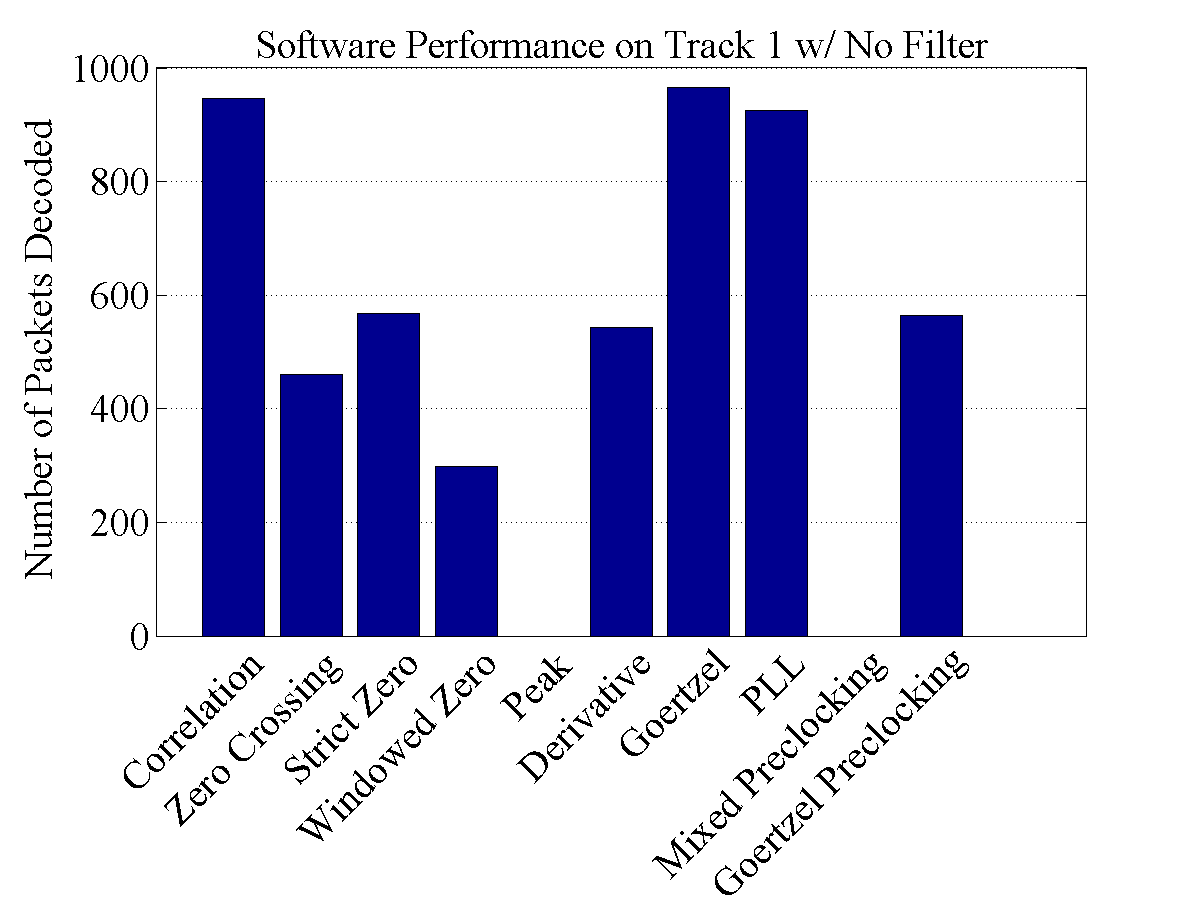 Software Performance on Track 1 w/ No Filter
Number of Packets Decoded
1000
800
600
400
200
0
Correlation
Zero Crossing
Strict Zero
Windowed Zero
Peak
Derivative
Goertzel
PLL
Mixed Preclocking
Goertzel Preclocking